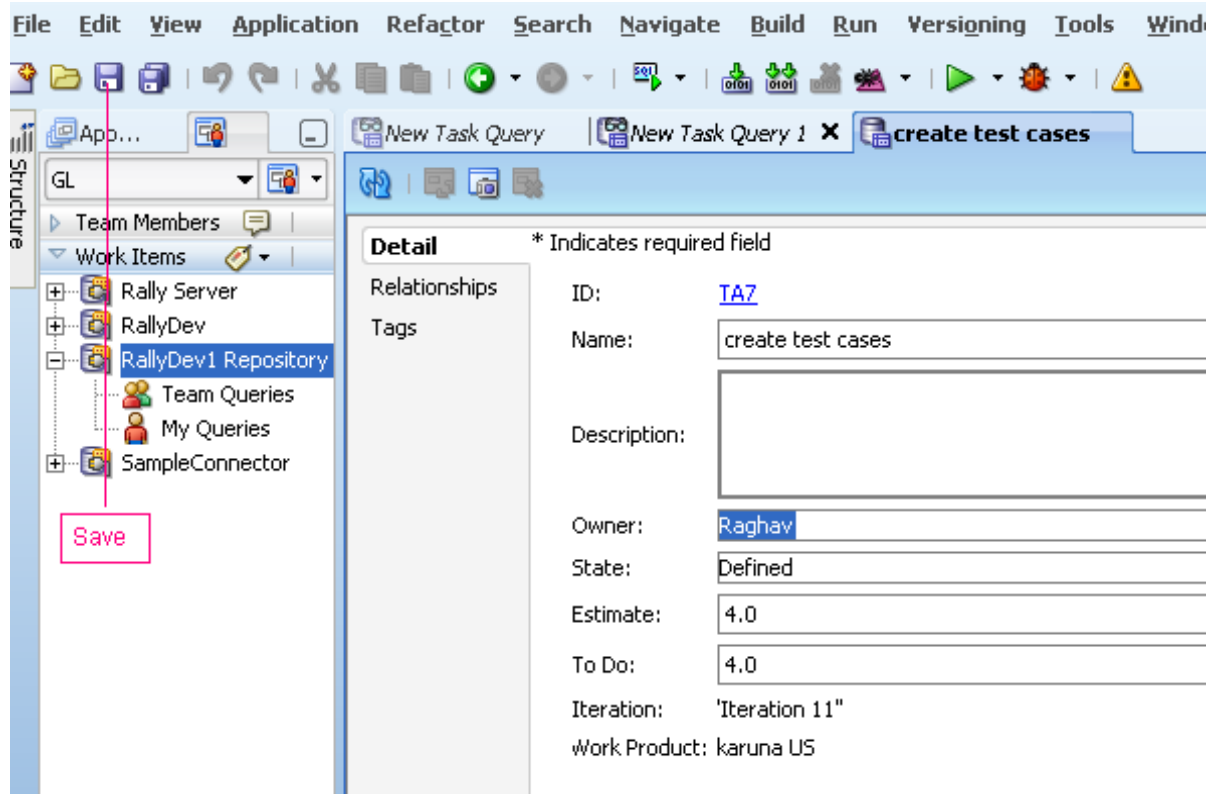 File Edit View Application Refactor Search Navigate Build Run Versioning Tools Wind
App...
New Task Query
New Task Query 1
create test cases
Structure
GL
Team Members
Work Items
Rally Server
RallyDev
RallyDev1 Repository
Team Queries
My Queries
SampleConnector
Save
Detail
Relationships
Tags
* Indicates required field
ID: TA7
Name: create test cases
Description:
Owner: Raghav
State: Defined
Estimate: 4.0
To Do: 4.0
Iteration: 'Iteration 11"
Work Product: karuna US